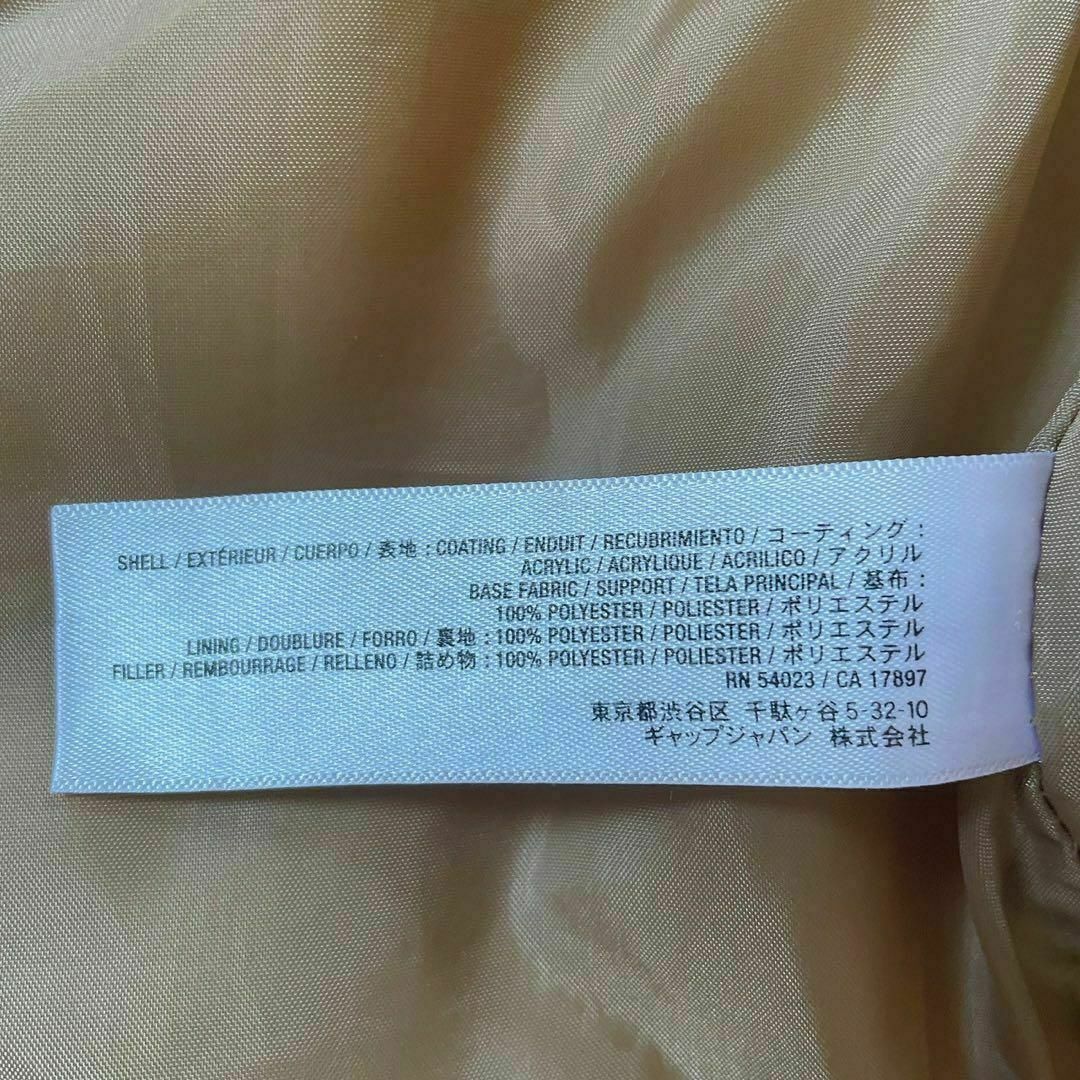 SHELL / EXTÉRIEUR / CUERPO / 表地 : COATING / ENDUIT / RECUBRIMIENTO / コーティング :
ACRYLIC / ACRYLIQUE / ACRILICO / アクリル
BASE FABRIC / SUPPORT / TELA PRINCIPAL / 基布 :
100% POLYESTER / POLIESTER / ポリエステル
LINING / DOUBLURE / FORRO / 裏地 : 100% POLYESTER / POLIESTER / ポリエステル
FILLER / REMBOURRAGE / RELLENO / 詰め物 : 100% POLYESTER / POLIESTER / ポリエステル
RN 54023 / CA 17897
東京都渋谷区 千駄ヶ谷 5-32-10
ギャップジャパン 株式会社